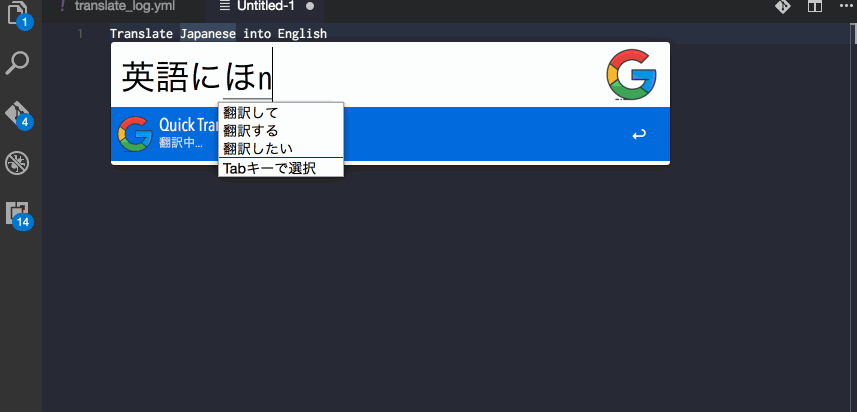 translate_log.yml
Untitled-1
1
1 Translate Japanese into English
英語にほn
翻訳して
翻訳する
翻訳したい
Tabキーで選択
Quick Tra
翻訳中...
4
14